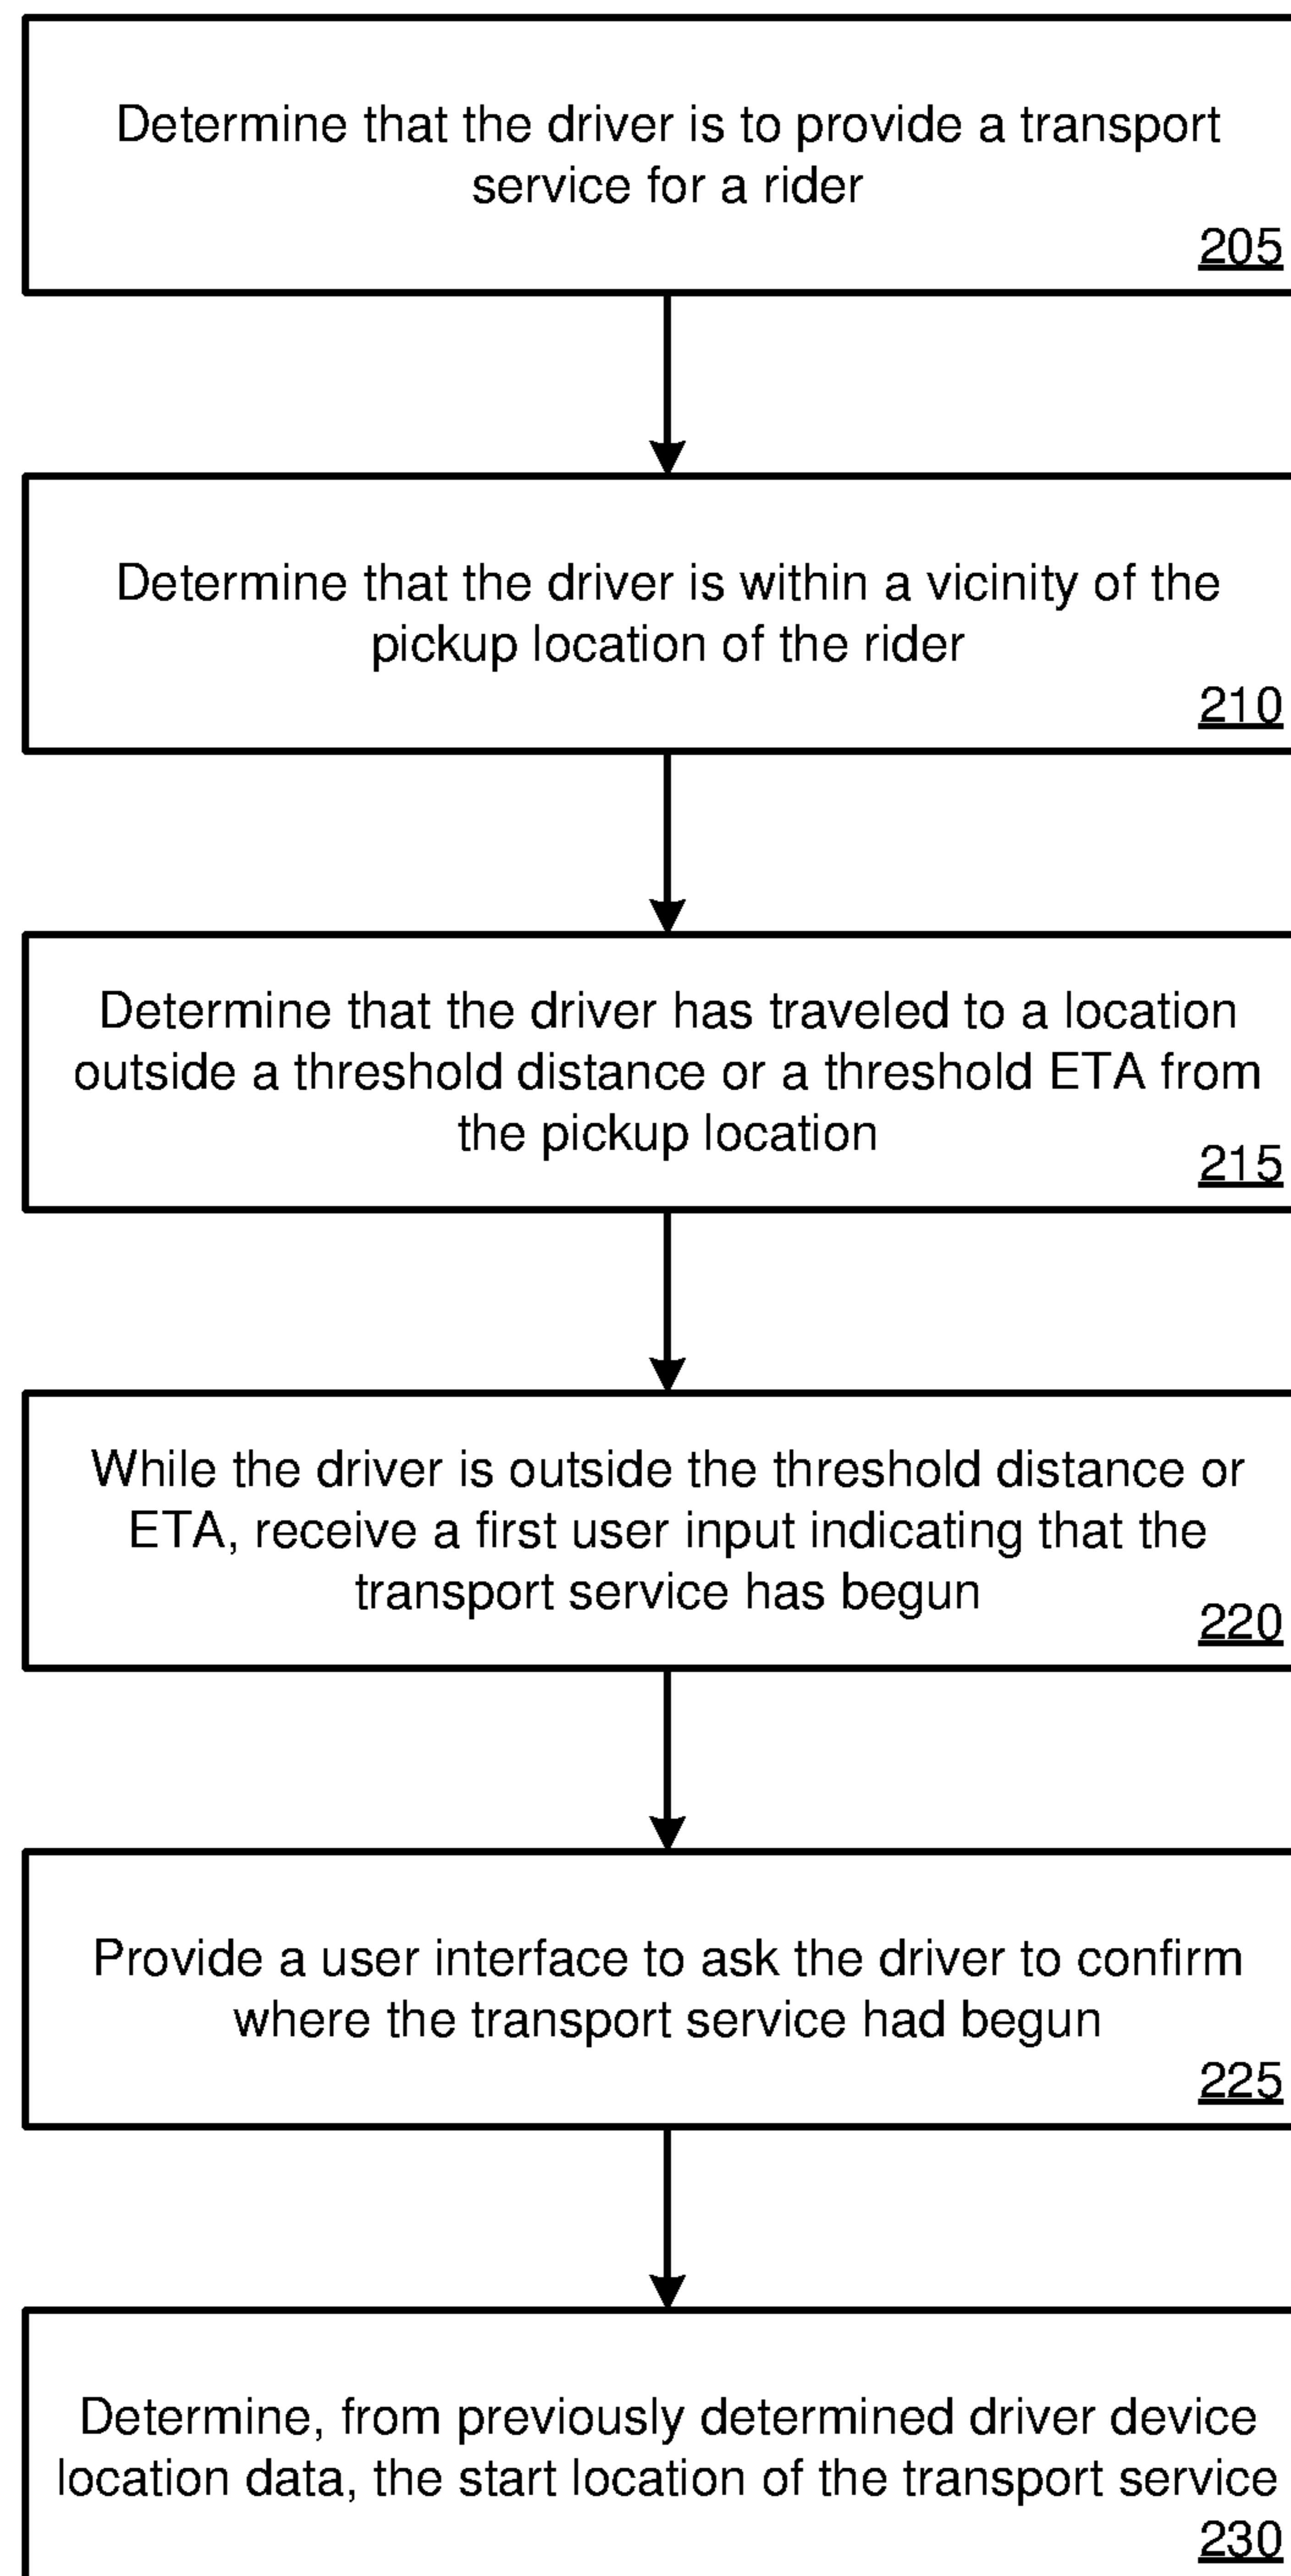 Determine that the driver is to provide a transport
service for a rider
205
Determine that the driver is within a vicinity of the
pickup location of the rider
210
Determine that the driver has traveled to a location
outside a threshold distance or a threshold ETA from
the pickup location
215
While the driver is outside the threshold distance or
ETA, receive a first user input indicating that the
transport service has begun
220
Provide a user interface to ask the driver to confirm
where the transport service had begun
225
Determine, from previously determined driver device
location data, the start location of the transport service
230